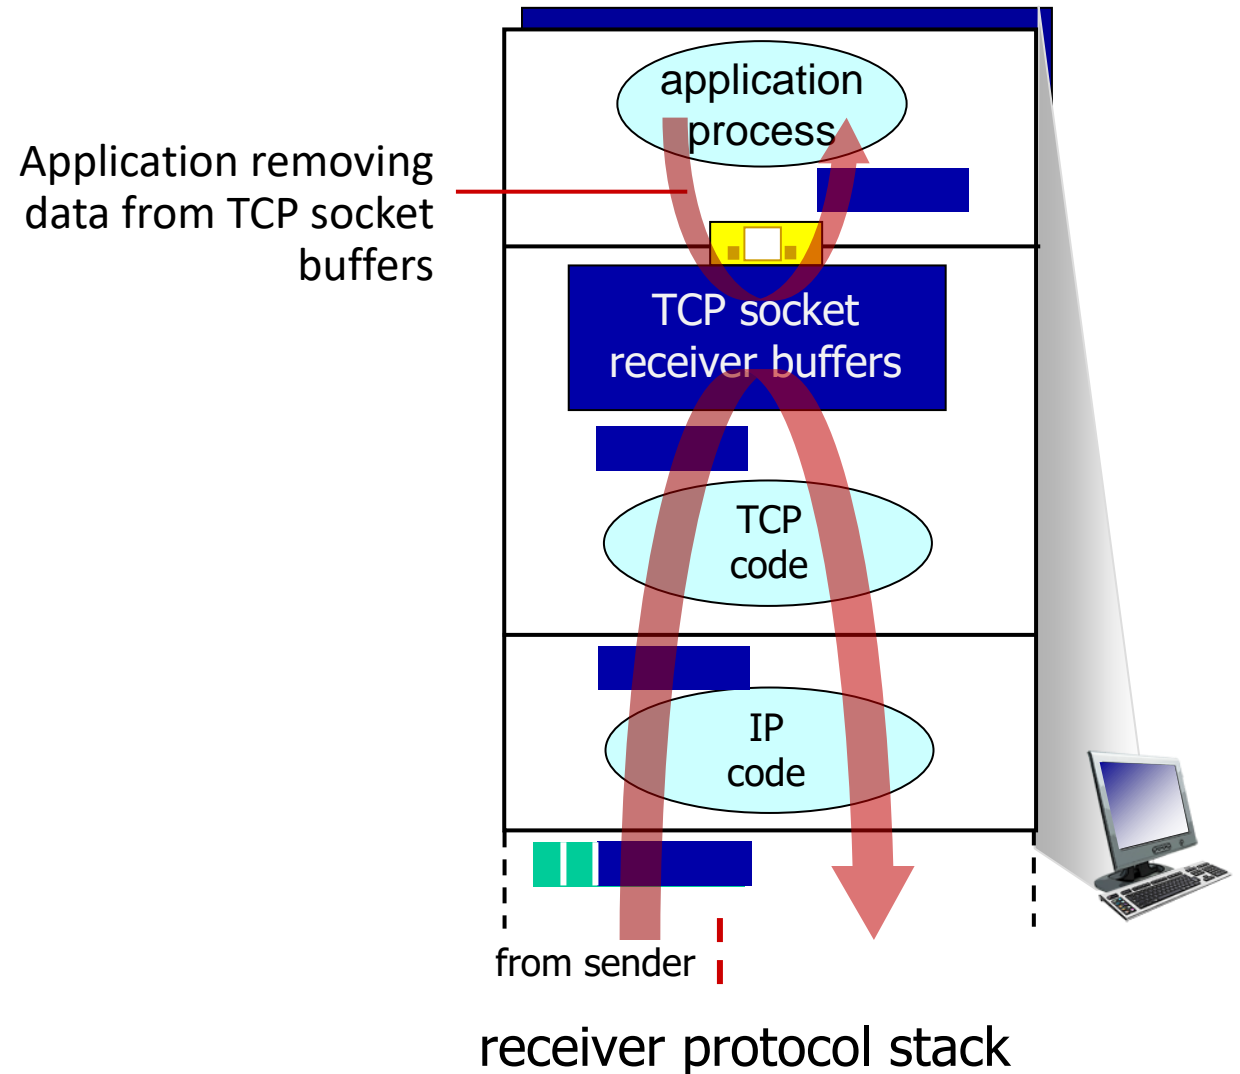 application
process
Application removing
data from TCP socket
buffers
TCP socket
receiver buffers
TCP
code
IP
code
from sender
receiver protocol stack